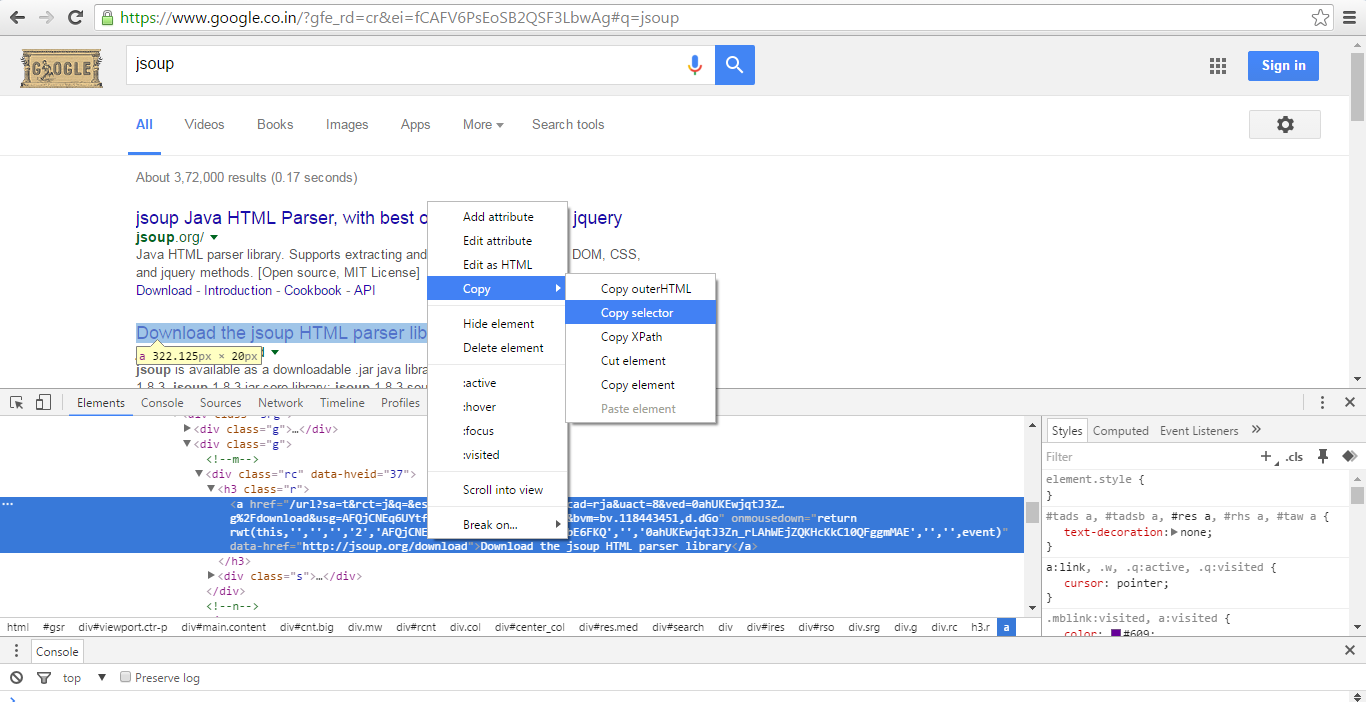 https://www.google.co.in/?gfe_rd=cr&ei=fCAFV6PsEoSB2QSF3LbwAg#q=jsoup
GOOGLE
jsoup
Sign in
All Videos Books Images Apps More Search tools
About 3,72,000 results (0.17 seconds)
jsoup Java HTML Parser, with best jquery
jsoup.org/
Java HTML parser library. Supports extracting and DOM, CSS,
and jquery methods. [Open source, MIT License]
Download - Introduction - Cookbook - API
Download the jsoup HTML parser lib
a 322.125px × 20px
jsoup is available as a downloadable .jar java libra
1.8.3. jsoup-1.8.3.jar core library; jsoup-1.8.3-sou
Add attribute
Edit attribute
Edit as HTML
Copy
Hide element
Delete element
:active
:hover
:focus
:visited
Scroll into view
Break on...
Copy outerHTML
Copy selector
Copy XPath
Cut element
Copy element
Paste element
Elements Console Sources Network Timeline Profiles
<div class="g">…</div>
<div class="g">
<!--m-->
<div class="rc" data-hveid="37">
<h3 class="r">
<a href="/url?sa=t&rct=j&q=&es cad=rja&uact=8&ved=0ahUKEwjqtJ3Z…
g%2Fdownload&usg=AFQjCNEq6UYtf &bvm=bv.118443451,d.dGo" onmousedown="return
rwt(this,'','','','2','AFQjCNE bE6FKQ','','0ahUKEwjqtJ3Zn_rLAhWEjZQKHcKkC10QFggmMAE','','',event)"
data-href="http://jsoup.org/download">Download the jsoup HTML parser library</a>
</h3>
<div class="s">…</div>
</div>
<!--n-->
html #gsr div#viewport.ctr-p div#main.content div#cnt.big div.mw div#rcnt div.col div#center_col div#res.med div#search div div#ires div#rso div.srg div.g div.rc h3.r a
Styles Computed Event Listeners »
Filter + .cls
element.style {
}
#tads a, #tadsb a, #res a, #rhs a, #taw a {
text-decoration: none;
}
a:link, .w, .q:active, .q:visited {
cursor: pointer;
}
.mblink:visited, a:visited {
color: #609;
Console
top Preserve log